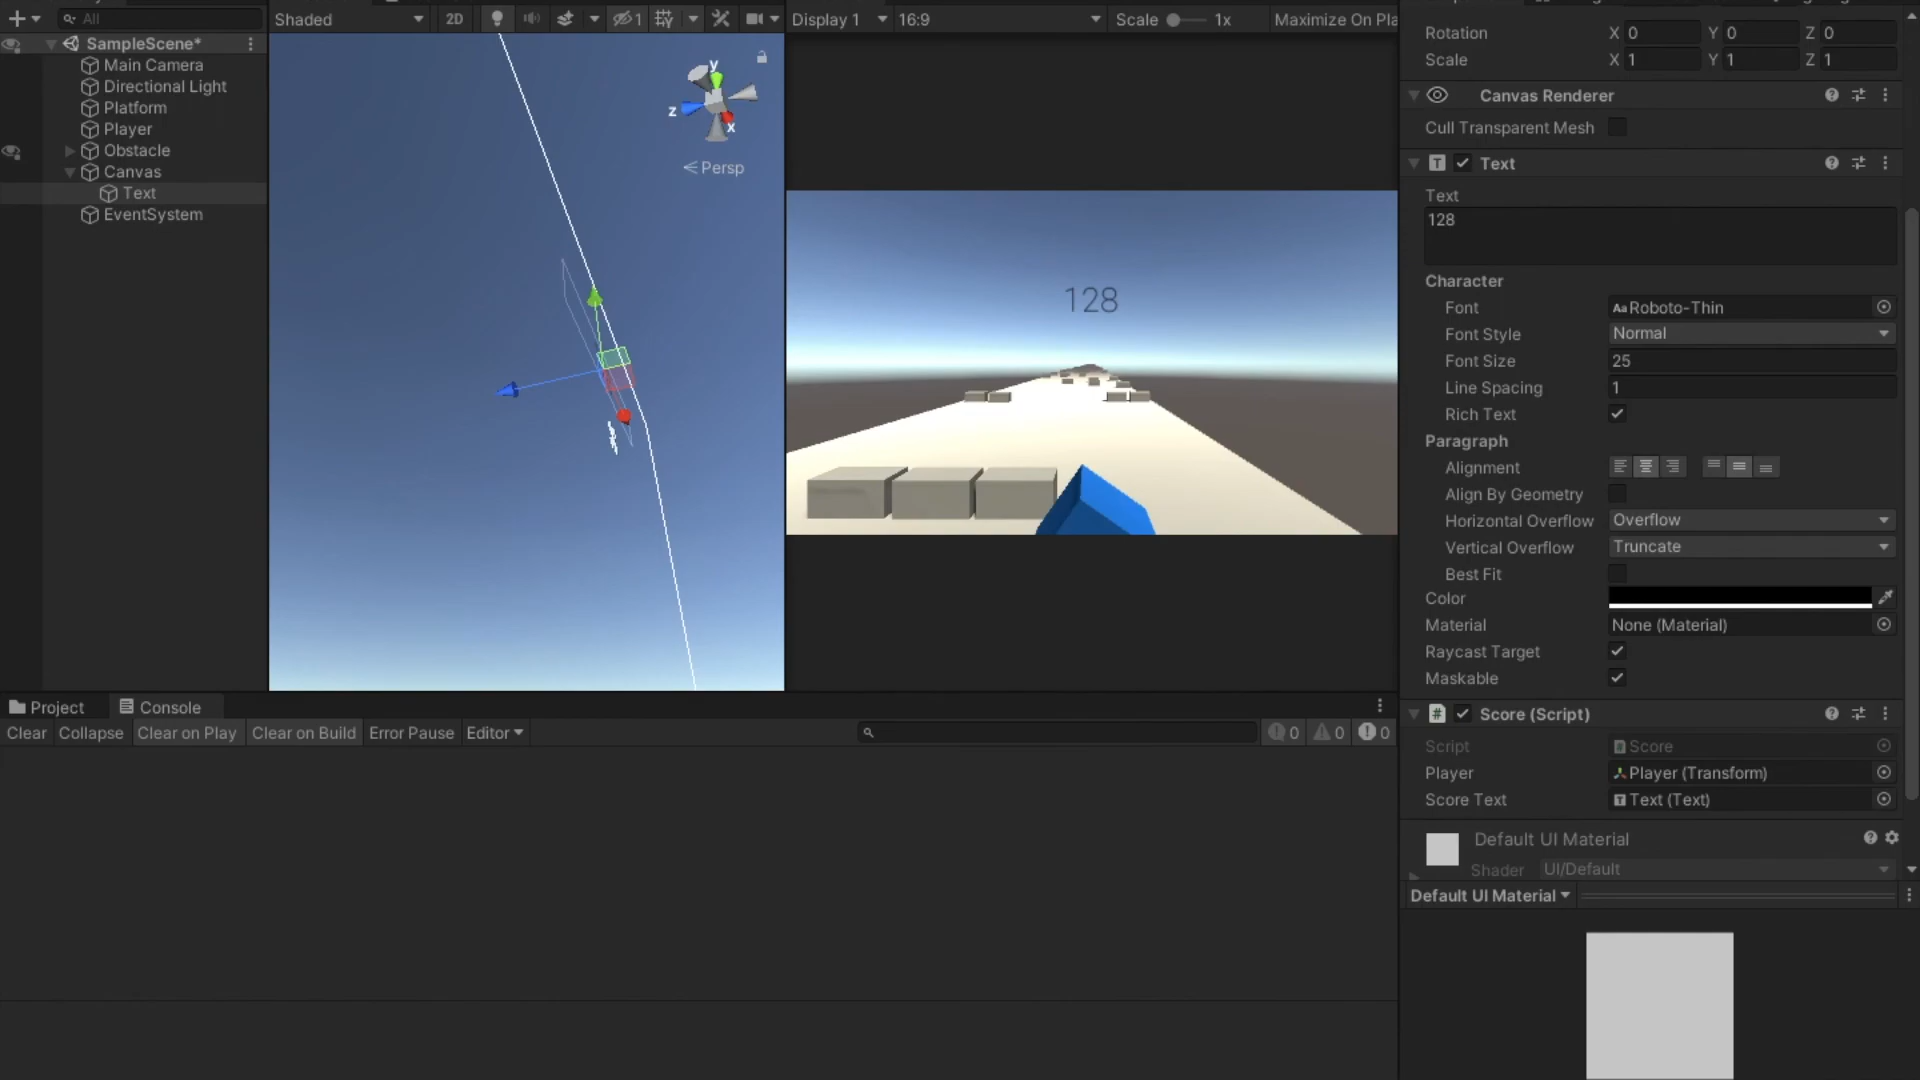 All
Shaded
2D
1
Display 1
16:9
Scale
1x
Maximize On Pla
SampleScene*
Main Camera
Directional Light
Platform
Player
Obstacle
Canvas
Text
EventSystem
y
z
x
Persp
128
Rotation X 0 Y 0 Z 0
Scale X 1 Y 1 Z 1
Canvas Renderer
Cull Transparent Mesh
Text
Text
128
Character
Font Aa Roboto-Thin
Font Style Normal
Font Size 25
Line Spacing 1
Rich Text
Paragraph
Alignment
Align By Geometry
Horizontal Overflow Overflow
Vertical Overflow Truncate
Best Fit
Color
Material None (Material)
Raycast Target
Maskable
# Score (Script)
Script Score
Player Player (Transform)
Score Text Text (Text)
Default UI Material
Shader UI/Default
Default UI Material
Project
Console
Clear
Collapse
Clear on Play
Clear on Build
Error Pause
Editor
0
0
0